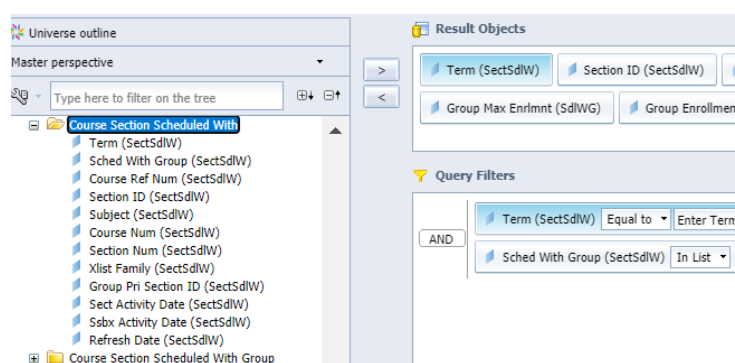 Universe outline
Master perspective
Type here to filter on the tree
Course Section Scheduled With
Term (SectSdlW)
Sched With Group (SectSdlW)
Course Ref Num (SectSdlW)
Section ID (SectSdlW)
Subject (SectSdlW)
Course Num (SectSdlW)
Section Num (SectSdlW)
Xlist Family (SectSdlW)
Group Pri Section ID (SectSdlW)
Sect Activity Date (SectSdlW)
Ssbx Activity Date (SectSdlW)
Refresh Date (SectSdlW)
Course Section Scheduled With Group
>
<
Result Objects
Term (SectSdlW) Section ID (SectSdlW)
Group Max Enrlmnt (SdlWG) Group Enrollmen
Query Filters
AND
Term (SectSdlW) Equal to Enter Term
Sched With Group (SectSdlW) In List